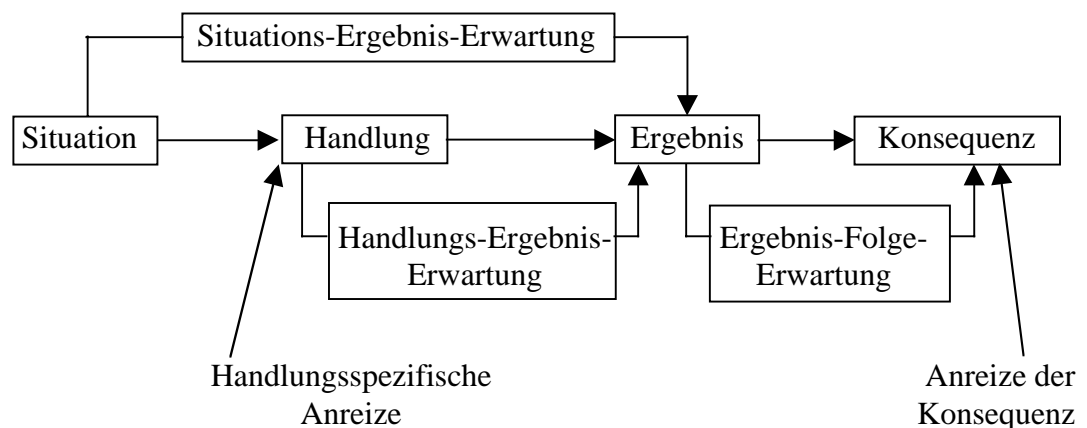 Situations-Ergebnis-Erwartung
Situation
Handlung
Ergebnis
Konsequenz
Handlungs-Ergebnis-
Erwartung
Ergebnis-Folge-
Erwartung
Handlungsspezifische
Anreize
Anreize der
Konsequenz